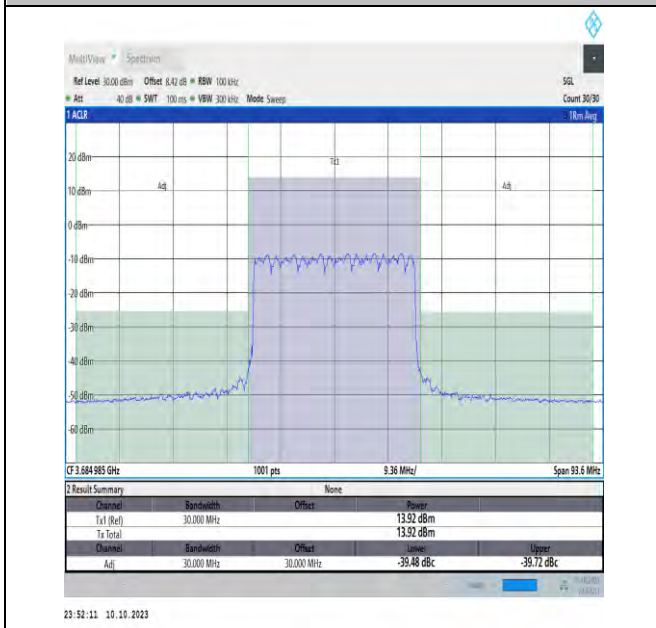 MultiView Spectrum
Ref Level 30.00 dBm Offset 8.42 dB RBW 100 kHz SGL
Att 40 dB SWT 100 ms VBW 300 kHz Mode Sweep Count 30/30
1 ACLR 1Rm Avg
Tx1
20 dBm
Adj Adj
10 dBm
0 dBm
-10 dBm
-20 dBm
-30 dBm
-40 dBm
-50 dBm
-60 dBm
CF 3.684 985 GHz 1001 pts 9.36 MHz/ Span 93.6 MHz
2 Result Summary None
Channel Bandwidth Offset Power
Tx1 (Ref) 30.000 MHz 13.92 dBm
Tx Total 13.92 dBm
Channel Bandwidth Offset Lower Upper
Adj 30.000 MHz 30.000 MHz -39.48 dBc -39.72 dBc
23:52:11 10.10.2023